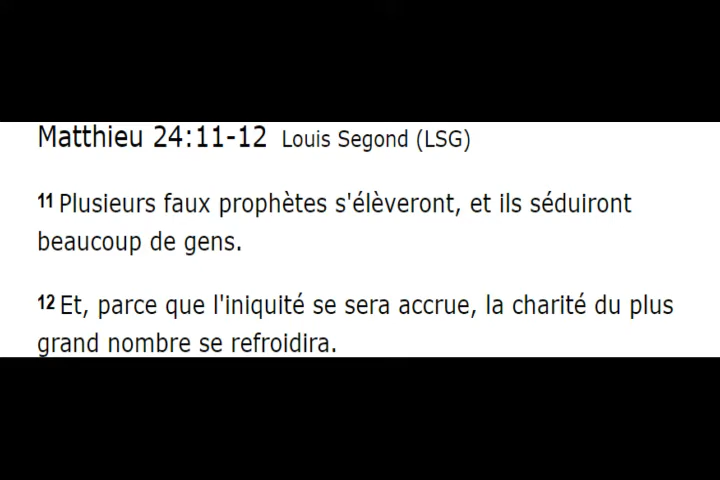 Matthieu 24:11-12 Louis Segond (LSG)
11 Plusieurs faux prophètes s'élèveront, et ils séduiront
beaucoup de gens.
12 Et, parce que l'iniquité se sera accrue, la charité du plus
grand nombre se refroidira.